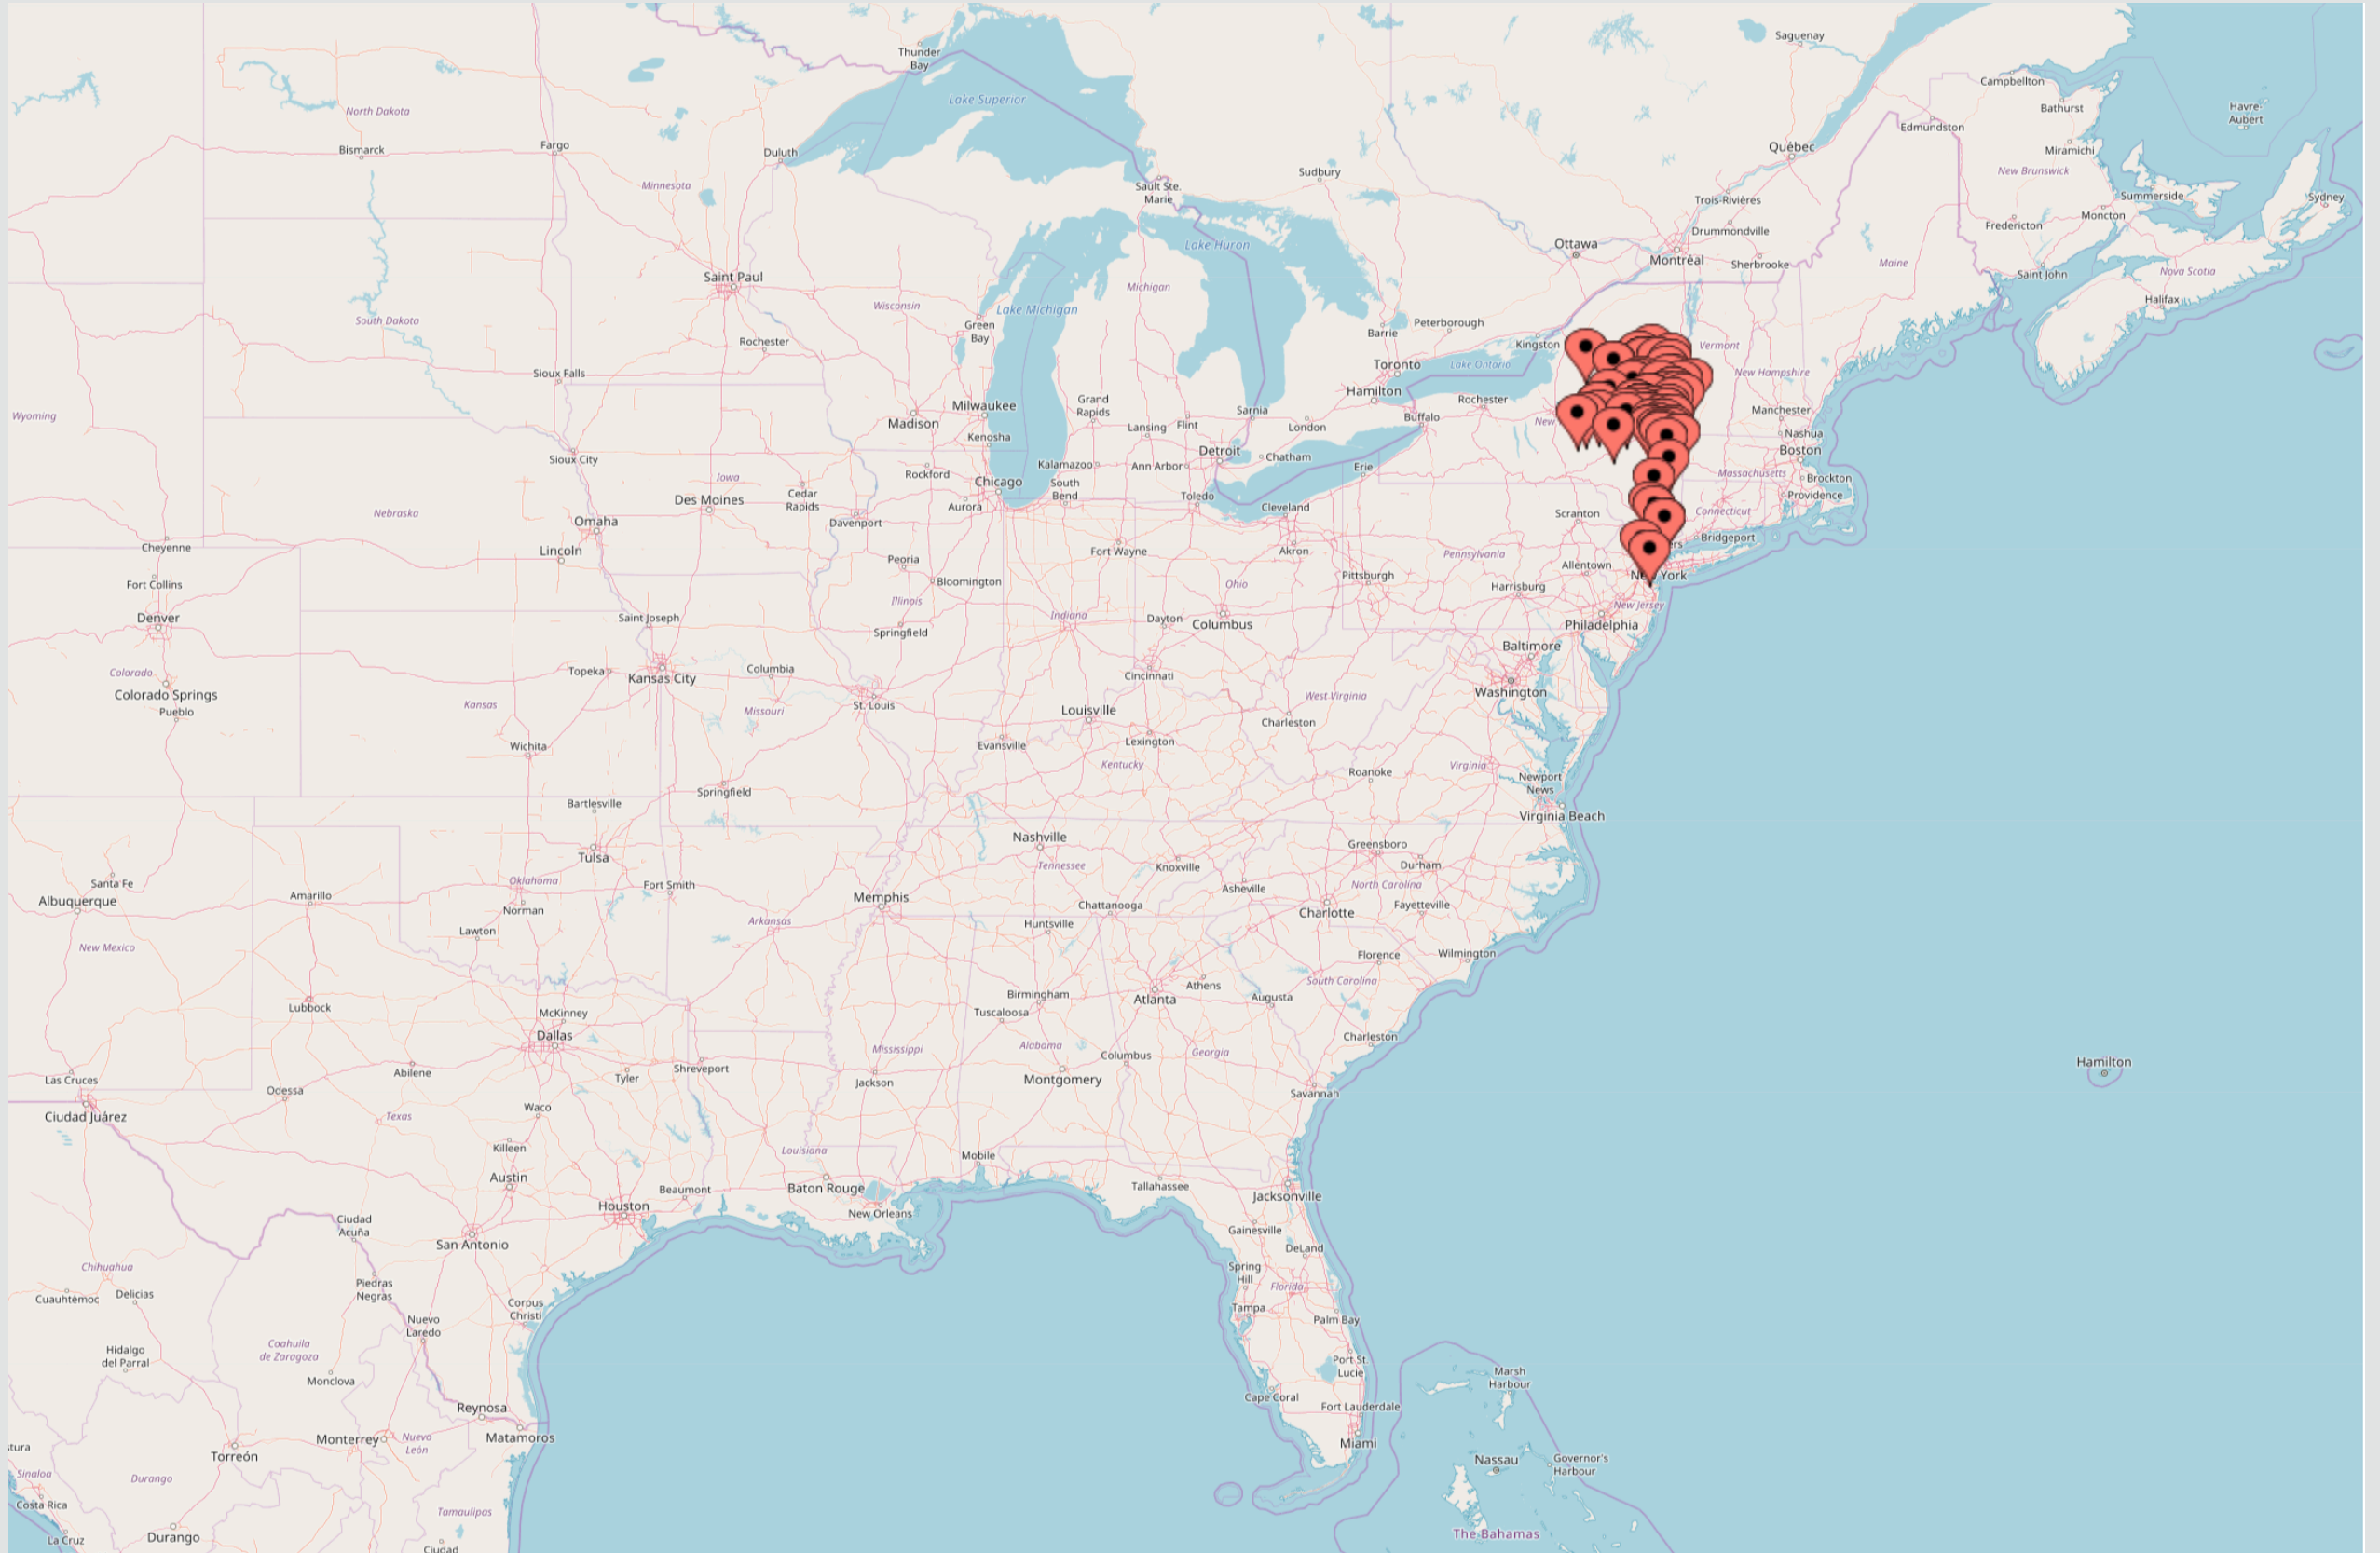 Saguenay
Thunder
Bay
Campbellton
Lake Superior
Bathurst
Havre-
Aubert
North Dakota
Edmundston
Bismarck
Fargo
Duluth
Québec
Miramichi
Sudbury
New Brunswick
Minnesota
Sault Ste.
Marie
Trois-Rivières
Summerside
Sydney
Moncton
Fredericton
Drummondville
Ottawa
Lake Huron
Montréal
Sherbrooke
Maine
Saint John
Nova Scotia
Saint Paul
Michigan
Halifax
Wisconsin
Lake Michigan
South Dakota
Green
Bay
Peterborough
Barrie
Kingston
Vermont
Rochester
Toronto
Lake Ontario
New Hampshire
Sioux Falls
Hamilton
Wyoming
Milwaukee
Grand
Rapids
Rochester
Sarnia
Manchester
Madison
Buffalo
New
Lansing
Flint
London
Nashua
Kenosha
Boston
Sioux City
Detroit
Chatham
Kalamazoo
Ann Arbor
Erie
Rockford
Iowa
Massachusetts
Brockton
Chicago
South
Bend
Cedar
Rapids
Des Moines
Toledo
Providence
Aurora
Cleveland
Nebraska
Scranton
Connecticut
Omaha
Davenport
Bridgeport
ers
Cheyenne
Lincoln
Fort Wayne
Akron
Pennsylvania
Peoria
Allentown
Fort Collins
Bloomington
Pittsburgh
New York
Ohio
Harrisburg
Illinois
New Jersey
Denver
Saint Joseph
Indiana
Dayton
Columbus
Springfield
Philadelphia
Baltimore
Colorado
Topeka
Columbia
Kansas City
Cincinnati
Washington
Colorado Springs
West Virginia
Pueblo
Kansas
Missouri
St. Louis
Louisville
Charleston
Wichita
Evansville
Lexington
Kentucky
Virginia
Roanoke
Newport
News
Springfield
Bartlesville
Virginia Beach
Nashville
Greensboro
Tulsa
Tennessee
Knoxville
Durham
Santa Fe
Oklahoma
Fort Smith
North Carolina
Asheville
Amarillo
Albuquerque
Memphis
Chattanooga
Fayetteville
Norman
Charlotte
Arkansas
Huntsville
Lawton
New Mexico
Wilmington
Florence
South Carolina
Athens
Birmingham
Augusta
Atlanta
Lubbock
McKinney
Tuscaloosa
Dallas
Charleston
Mississippi
Alabama
Georgia
Columbus
Hamilton
Shreveport
Abilene
Tyler
Las Cruces
Jackson
Montgomery
Odessa
Savannah
Waco
Ciudad Juárez
Texas
Killeen
Louisiana
Mobile
Austin
Baton Rouge
Tallahassee
Beaumont
Jacksonville
Houston
New Orleans
Ciudad
Acuña
Gainesville
San Antonio
DeLand
Chihuahua
Spring
Hill
Piedras
Negras
Florida
Cuauhtémoc
Delicias
Corpus
Christi
Tampa
Nuevo
Laredo
Palm Bay
Coahuila
de Zaragoza
Hidalgo
del Parral
Port St.
Lucie
Monclova
Marsh
Harbour
Cape Coral
Reynosa
Fort Lauderdale
Monterrey
Nuevo
León
Matamoros
Miami
tura
Torreón
Nassau
Governor's
Harbour
Sinaloa
Durango
Costa Rica
Tamaulipas
Durango
The Bahamas
La Cruz
Ciudad